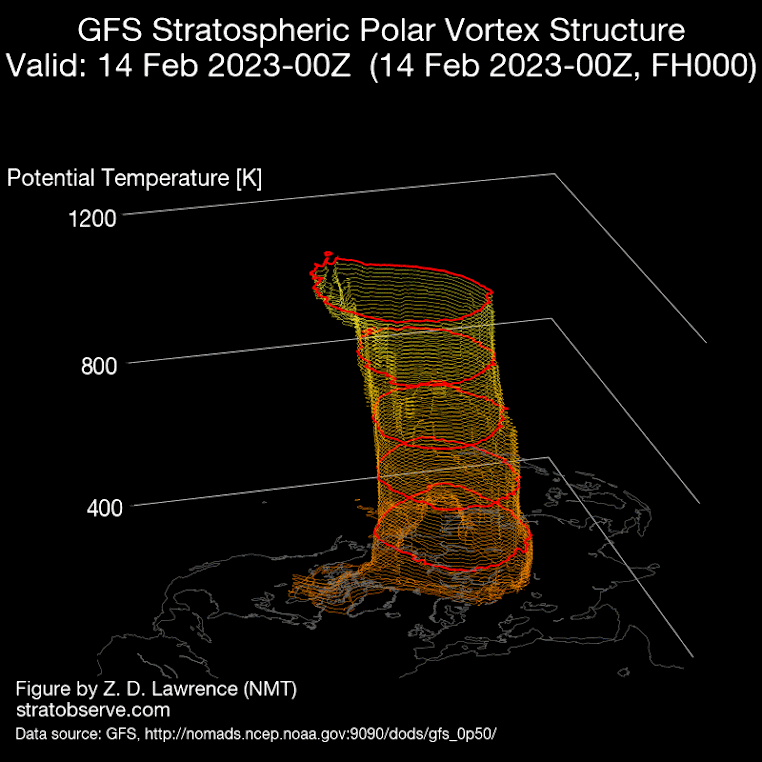 GFS Stratospheric Polar Vortex Structure
Valid: 14 Feb 2023-00Z (14 Feb 2023-00Z, FH000)
Potential Temperature [K]
1200
800
400
Figure by Z. D. Lawrence (NMT)
stratobserve.com
Data source: GFS, http://nomads.ncep.noaa.gov:9090/dods/gfs_0p50/